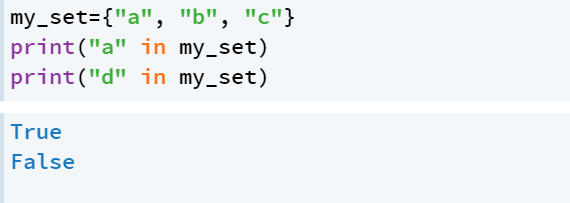 my_set={"a", "b", "c"}
print("a" in my_set)
print("d" in my_set)
True
False